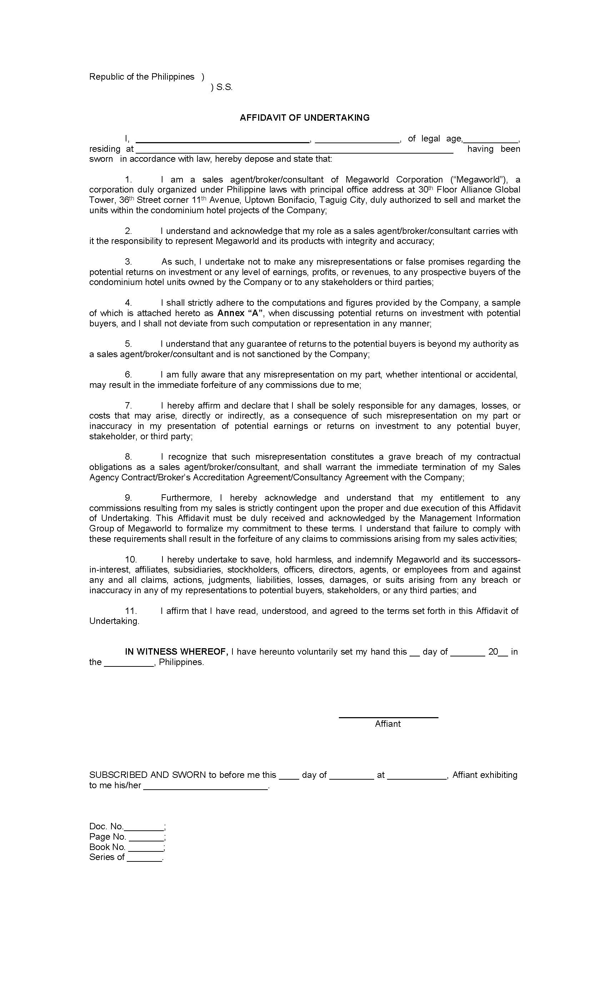 Republic of the Philippines )
) S.S.
AFFIDAVIT OF UNDERTAKING
I, ___________________________________, _________________, of legal age,___________,
residing at________________________________________________________________ having been
sworn in accordance with law, hereby depose and state that:
1. I am a sales agent/broker/consultant of Megaworld Corporation (“Megaworld”), a
corporation duly organized under Philippine laws with principal office address at 30th Floor Alliance Global
Tower, 36th Street corner 11th Avenue, Uptown Bonifacio, Taguig City, duly authorized to sell and market the
units within the condominium hotel projects of the Company;
2. I understand and acknowledge that my role as a sales agent/broker/consultant carries with
it the responsibility to represent Megaworld and its products with integrity and accuracy;
3. As such, I undertake not to make any misrepresentations or false promises regarding the
potential returns on investment or any level of earnings, profits, or revenues, to any prospective buyers of the
condominium hotel units owned by the Company or to any stakeholders or third parties;
4. I shall strictly adhere to the computations and figures provided by the Company, a sample
of which is attached hereto as Annex “A”, when discussing potential returns on investment with potential
buyers, and I shall not deviate from such computation or representation in any manner;
5. I understand that any guarantee of returns to the potential buyers is beyond my authority as
a sales agent/broker/consultant and is not sanctioned by the Company;
6. I am fully aware that any misrepresentation on my part, whether intentional or accidental,
may result in the immediate forfeiture of any commissions due to me;
7. I hereby affirm and declare that I shall be solely responsible for any damages, losses, or
costs that may arise, directly or indirectly, as a consequence of such misrepresentation on my part or
inaccuracy in my presentation of potential earnings or returns on investment to any potential buyer,
stakeholder, or third party;
8. I recognize that such misrepresentation constitutes a grave breach of my contractual
obligations as a sales agent/broker/consultant, and shall warrant the immediate termination of my Sales
Agency Contract/Broker’s Accreditation Agreement/Consultancy Agreement with the Company;
9. Furthermore, I hereby acknowledge and understand that my entitlement to any
commissions resulting from my sales is strictly contingent upon the proper and due execution of this Affidavit
of Undertaking. This Affidavit must be duly received and acknowledged by the Management Information
Group of Megaworld to formalize my commitment to these terms. I understand that failure to comply with
these requirements shall result in the forfeiture of any claims to commissions arising from my sales activities;
10. I hereby undertake to save, hold harmless, and indemnify Megaworld and its successors-
in-interest, affiliates, subsidiaries, stockholders, officers, directors, agents, or employees from and against
any and all claims, actions, judgments, liabilities, losses, damages, or suits arising from any breach or
inaccuracy in any of my representations to potential buyers, stakeholders, or any third parties; and
11. I affirm that I have read, understood, and agreed to the terms set forth in this Affidavit of
Undertaking.
IN WITNESS WHEREOF, I have hereunto voluntarily set my hand this __ day of _______ 20__ in
the __________, Philippines.
____________________
Affiant
SUBSCRIBED AND SWORN to before me this ____ day of _________ at ____________, Affiant exhibiting
to me his/her _________________________.
Doc. No.________;
Page No. _______;
Book No. _______;
Series of _______.